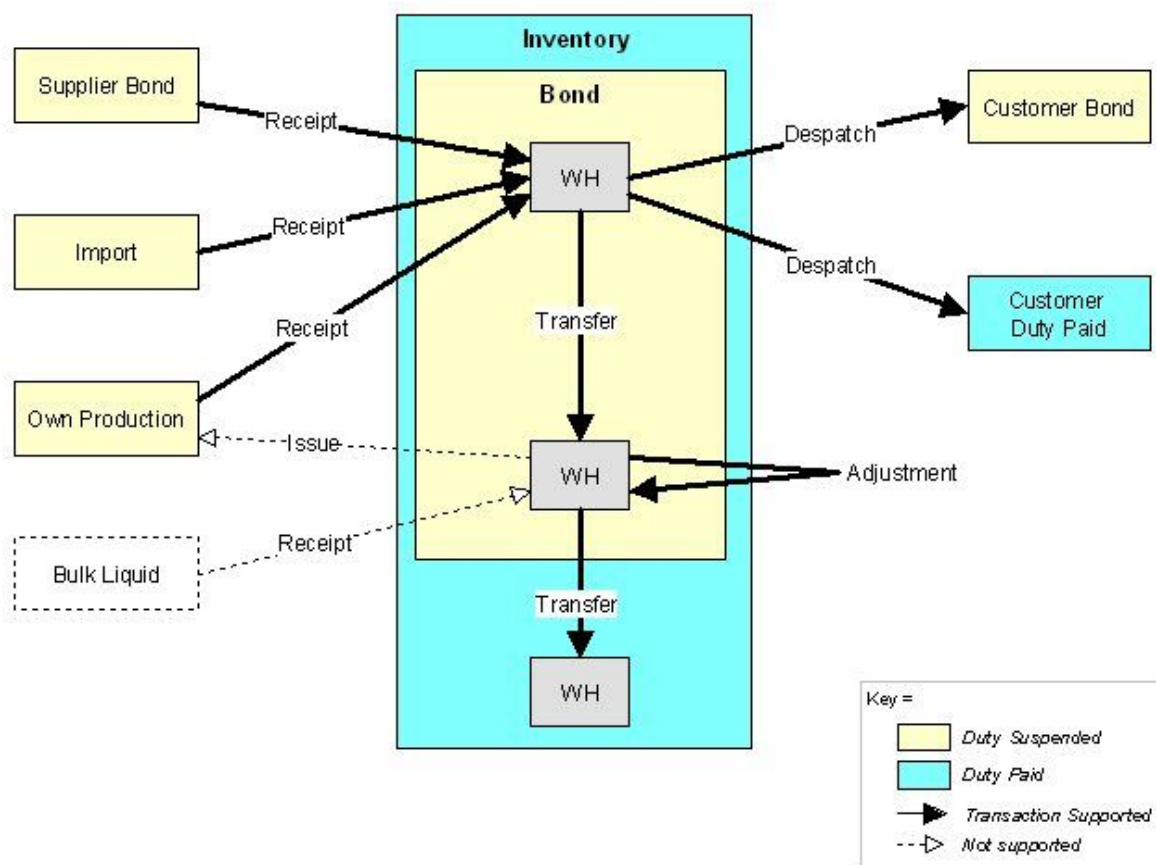 Inventory
Bond
Supplier Bond
Receipt
WH
Despatch
Customer Bond
Import
Receipt
Despatch
Customer
Duty Paid
Receipt
Transfer
Own Production
Issue
WH
Adjustment
Bulk Liquid
Receipt
Transfer
WH
Key =
Duty Suspended
Duty Paid
Transaction Supported
Not supported